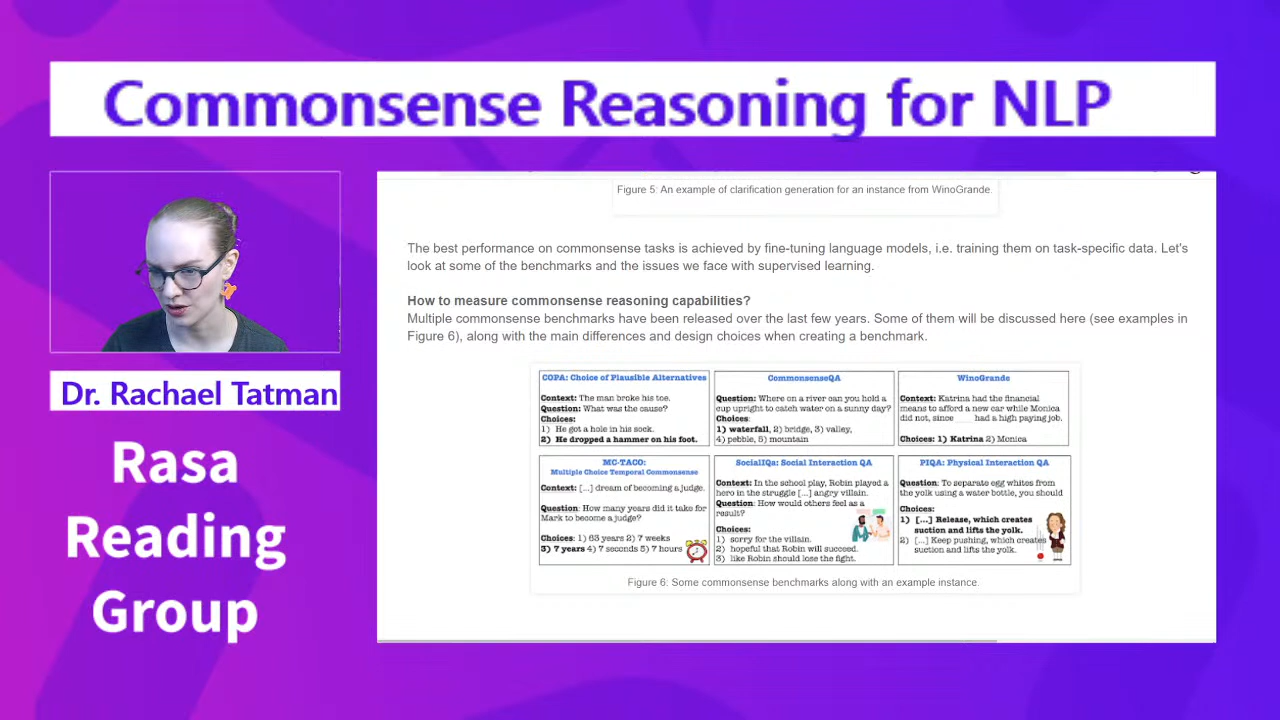 Commonsense Reasoning for NLP
Dr. Rachael Tatman
Rasa
Reading
Group
Figure 5: An example of clarification generation for an instance from WinoGrande.
The best performance on commonsense tasks is achieved by fine-tuning language models, i.e. training them on task-specific data. Let's
look at some of the benchmarks and the issues we face with supervised learning.
How to measure commonsense reasoning capabilities?
Multiple commonsense benchmarks have been released over the last few years. Some of them will be discussed here (see examples in
Figure 6), along with the main differences and design choices when creating a benchmark.
COPA: Choice of Plausible Alternatives
Context: The man broke his toe.
Question: What was the cause?
Choices:
1) He got a hole in his sock.
2) He dropped a hammer on his foot.
CommonsenseQA
Question: Where on a river can you hold a
cup upright to catch water on a sunny day?
Choices:
1) waterfall, 2) bridge, 3) valley,
4) pebble, 5) mountain
WinoGrande
Context: Katrina had the financial
means to afford a new car while Monica
did not, since ____ had a high paying job.
Choices: 1) Katrina 2) Monica
MC-TACO:
Multiple Choice Temporal Commonsense
Context: [...] dream of becoming a judge.
Question: How many years did it take for
Mark to become a judge?
Choices: 1) 63 years 2) 7 weeks
3) 7 years 4) 7 seconds 5) 7 hours
SocialIQa: Social Interaction QA
Context: In the school play, Robin played a
hero in the struggle [...] angry villain.
Question: How would others feel as a
result?
Choices:
1) sorry for the villain.
2) hopeful that Robin will succeed.
3) like Robin should lose the fight.
PIQA: Physical Interaction QA
Question: To separate egg whites from
the yolk using a water bottle, you should
Choices:
1) [...] Release, which creates
suction and lifts the yolk.
2) [...] Keep pushing, which creates
suction and lifts the yolk.
Figure 6: Some commonsense benchmarks along with an example instance.